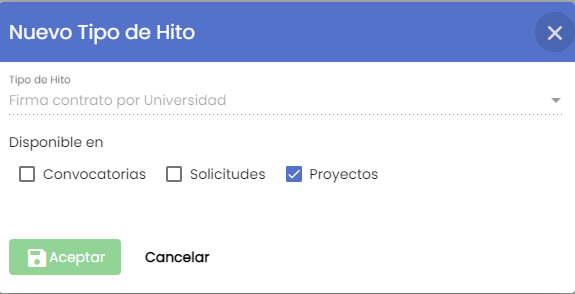 Nuevo Tipo de Hito
Tipo de Hito
Firma contrato por Universidad
Disponible en
Convocatorias Solicitudes Proyectos
Aceptar Cancelar